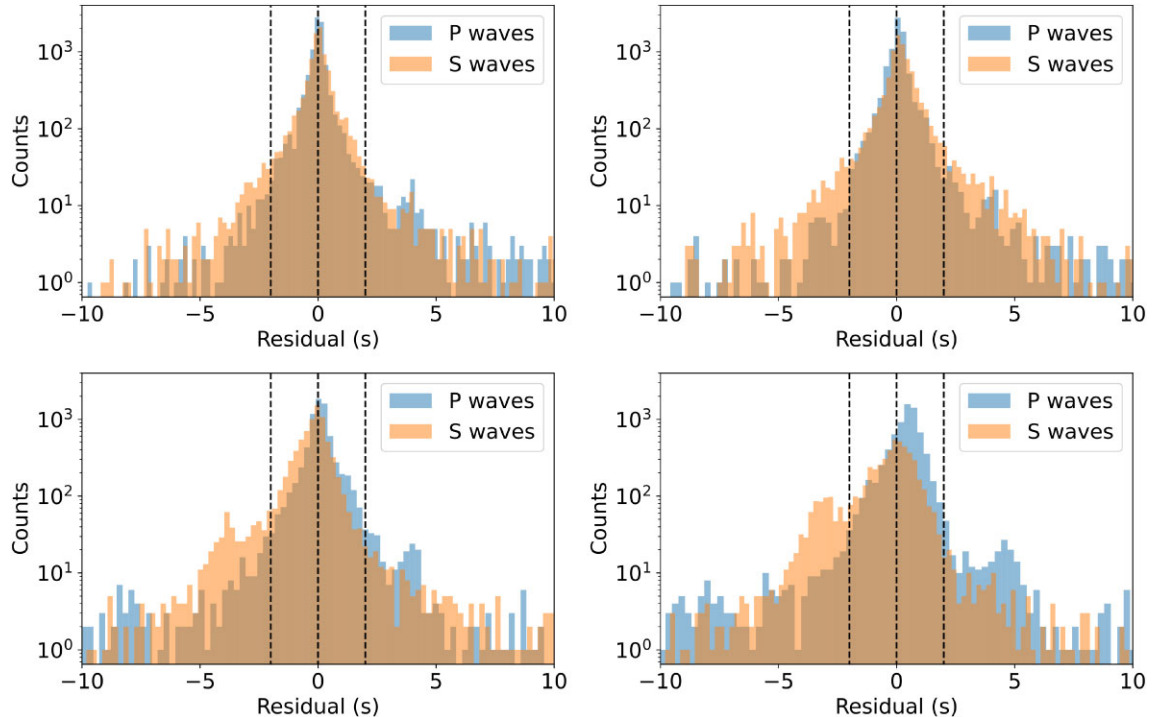 10³
10²
10¹
10⁰
Counts
P waves
S waves
−10 −5 0 5 10
Residual (s)
10³
10²
10¹
10⁰
Counts
P waves
S waves
−10 −5 0 5 10
Residual (s)
10³
10²
10¹
10⁰
Counts
P waves
S waves
−10 −5 0 5 10
Residual (s)
10³
10²
10¹
10⁰
Counts
P waves
S waves
−10 −5 0 5 10
Residual (s)